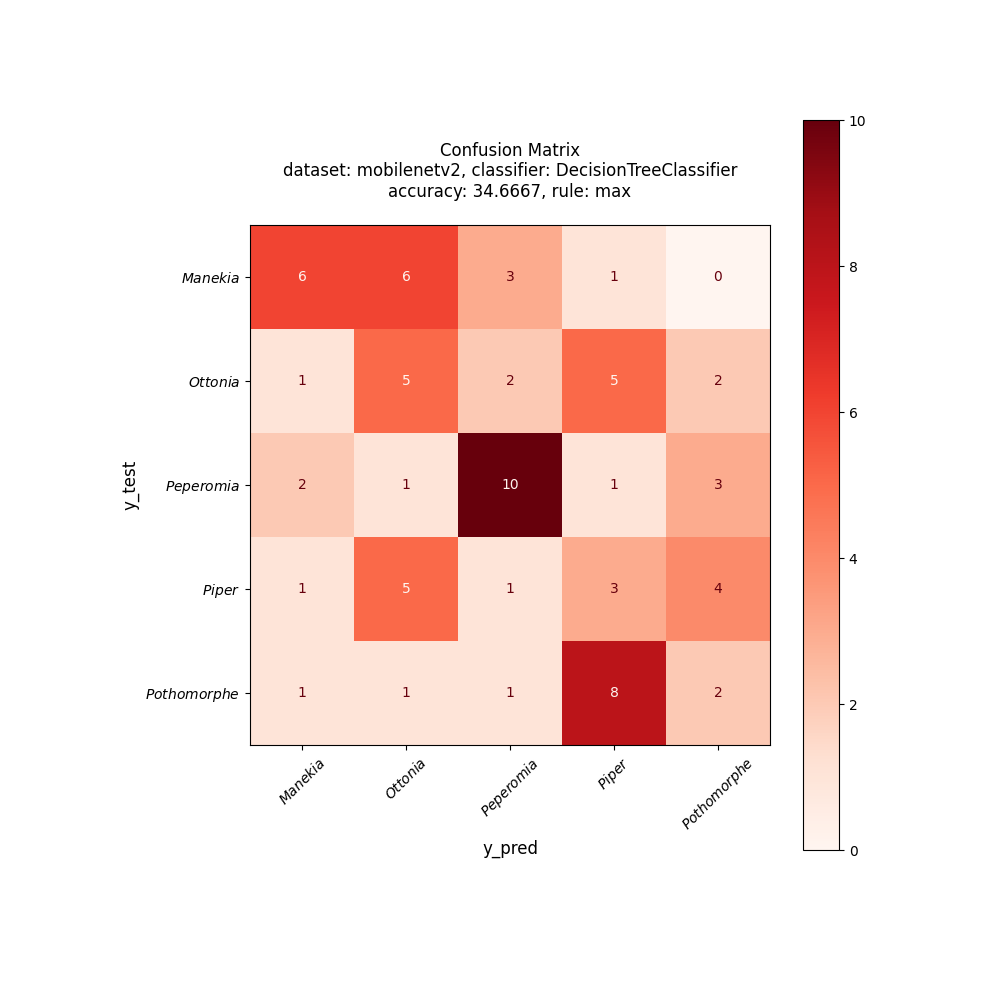 Confusion Matrix
dataset: mobilenetv2, classifier: DecisionTreeClassifier
accuracy: 34.6667, rule: max
10
8
6
4
2
0
y_test
Manekia 6 6 3 1 0
Ottonia 1 5 2 5 2
Peperomia 2 1 10 1 3
Piper 1 5 1 3 4
Pothomorphe 1 1 1 8 2
Manekia Ottonia Peperomia Piper Pothomorphe
y_pred